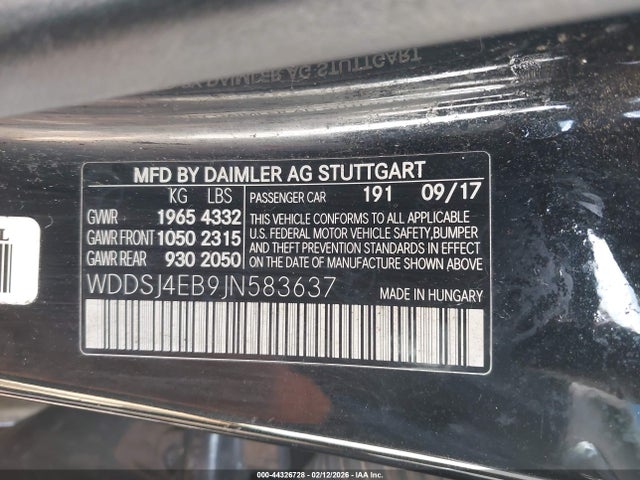 MFD BY DAIMLER AG STUTTGART
KG LBS
PASSENGER CAR 191 09/17
GVWR 1965 4332
GAWR FRONT 1050 2315
GAWR REAR 930 2050
THIS VEHICLE CONFORMS TO ALL APPLICABLE
U.S. FEDERAL MOTOR VEHICLE SAFETY,BUMPER
AND THEFT PREVENTION STANDARDS IN EFFECT
ON THE DATE OF MANUFACTURE SHOWN ABOVE.
WDDSJ4EB9JN583637 MADE IN HUNGARY
000-44326728 - 02/12/2026 - IAA Inc.